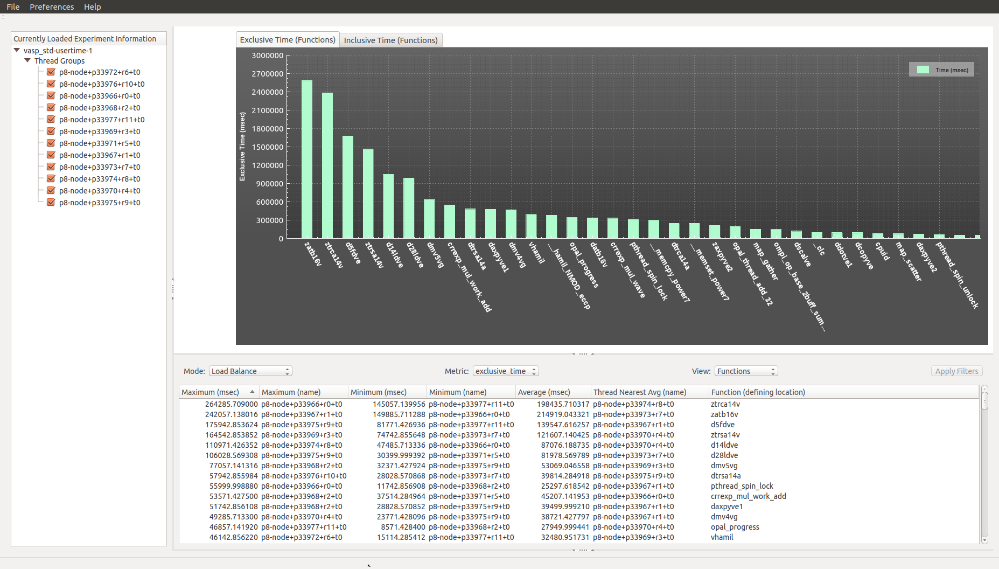 File Preferences Help
Currently Loaded Experiment Information
vasp_std-usertime-1
Thread Groups
p8-node+p33972+r6+t0
p8-node+p33976+r10+t0
p8-node+p33966+r0+t0
p8-node+p33968+r2+t0
p8-node+p33977+r11+t0
p8-node+p33969+r3+t0
p8-node+p33971+r5+t0
p8-node+p33967+r1+t0
p8-node+p33973+r7+t0
p8-node+p33974+r8+t0
p8-node+p33970+r4+t0
p8-node+p33975+r9+t0
Exclusive Time (Functions) Inclusive Time (Functions)
Exclusive Time (msec)
3000000
2700000
2400000
2100000
1800000
1500000
1200000
900000
600000
300000
0
Time (msec)
zatb16v
ztrca14v
d5fdve
ztrsa14v
d14ldve
d28ldve
dmv5vg
crrexp_mul_work_add
dtrsa14a
daxpyve1
dmv4vg
vhamil
__hamil_NMOD_eccp
opal_progress
datb16v
crrexp_mul_wave
pthread_spin_lock
__memcpy_power7
dtrca14a
__memset_power7
zaxpyve2
opal_thread_add_32
map_gather
ompi_op_base_2buff_sum...
dscalve
_clc
ddotve1
dcopyve
cpuid
map_scatter
daxpyve2
pthread_spin_unlock
Mode: Load Balance Metric: exclusive_time View: Functions Apply Filters
Maximum (msec) Maximum (name) Minimum (msec) Minimum (name) Average (msec) Thread Nearest Avg (name) Function (defining location)
264285.709000 p8-node+p33966+r0+t0 145057.139956 p8-node+p33977+r11+t0 198435.710317 p8-node+p33974+r8+t0 ztrca14v
242057.138016 p8-node+p33967+r1+t0 149885.711288 p8-node+p33966+r0+t0 214919.043321 p8-node+p33973+r7+t0 zatb16v
175942.853624 p8-node+p33975+r9+t0 81771.426936 p8-node+p33977+r11+t0 139547.616257 p8-node+p33967+r1+t0 d5fdve
164542.853852 p8-node+p33969+r3+t0 74742.855648 p8-node+p33973+r7+t0 121607.140425 p8-node+p33970+r4+t0 ztrsa14v
110971.426352 p8-node+p33974+r8+t0 47485.713336 p8-node+p33966+r0+t0 87076.188735 p8-node+p33970+r4+t0 d14ldve
106028.569308 p8-node+p33975+r9+t0 30399.999392 p8-node+p33971+r5+t0 81978.569789 p8-node+p33973+r7+t0 d28ldve
77057.141316 p8-node+p33968+r2+t0 32371.427924 p8-node+p33975+r9+t0 53069.046558 p8-node+p33969+r3+t0 dmv5vg
57942.855984 p8-node+p33976+r10+t0 28028.570868 p8-node+p33973+r7+t0 39814.284918 p8-node+p33975+r9+t0 dtrsa14a
55999.998880 p8-node+p33966+r0+t0 11742.856908 p8-node+p33968+r2+t0 25297.618542 p8-node+p33967+r1+t0 pthread_spin_lock
53571.427500 p8-node+p33968+r2+t0 37514.284964 p8-node+p33971+r5+t0 45207.141953 p8-node+p33966+r0+t0 crrexp_mul_work_add
51742.856108 p8-node+p33968+r2+t0 28828.570852 p8-node+p33975+r9+t0 39499.999210 p8-node+p33967+r1+t0 daxpyve1
49285.713300 p8-node+p33970+r4+t0 23771.428096 p8-node+p33975+r9+t0 38721.427797 p8-node+p33967+r1+t0 dmv4vg
46857.141920 p8-node+p33977+r11+t0 8571.428400 p8-node+p33968+r2+t0 27949.999441 p8-node+p33970+r4+t0 opal_progress
46142.856220 p8-node+p33972+r6+t0 15114.285412 p8-node+p33977+r11+t0 32480.951731 p8-node+p33969+r3+t0 vhamil